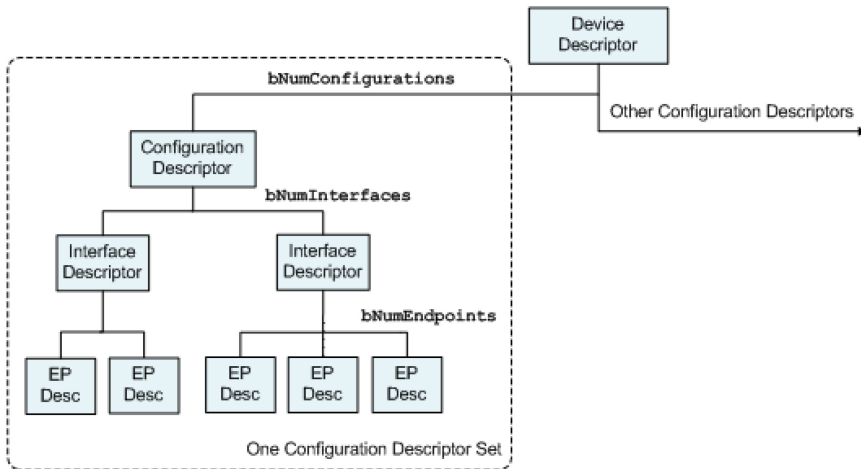 Device
Descriptor
bNumConfigurations
Other Configuration Descriptors
Configuration
Descriptor
bNumInterfaces
Interface
Descriptor
Interface
Descriptor
bNumEndpoints
EP
Desc
EP
Desc
EP
Desc
EP
Desc
EP
Desc
One Configuration Descriptor Set